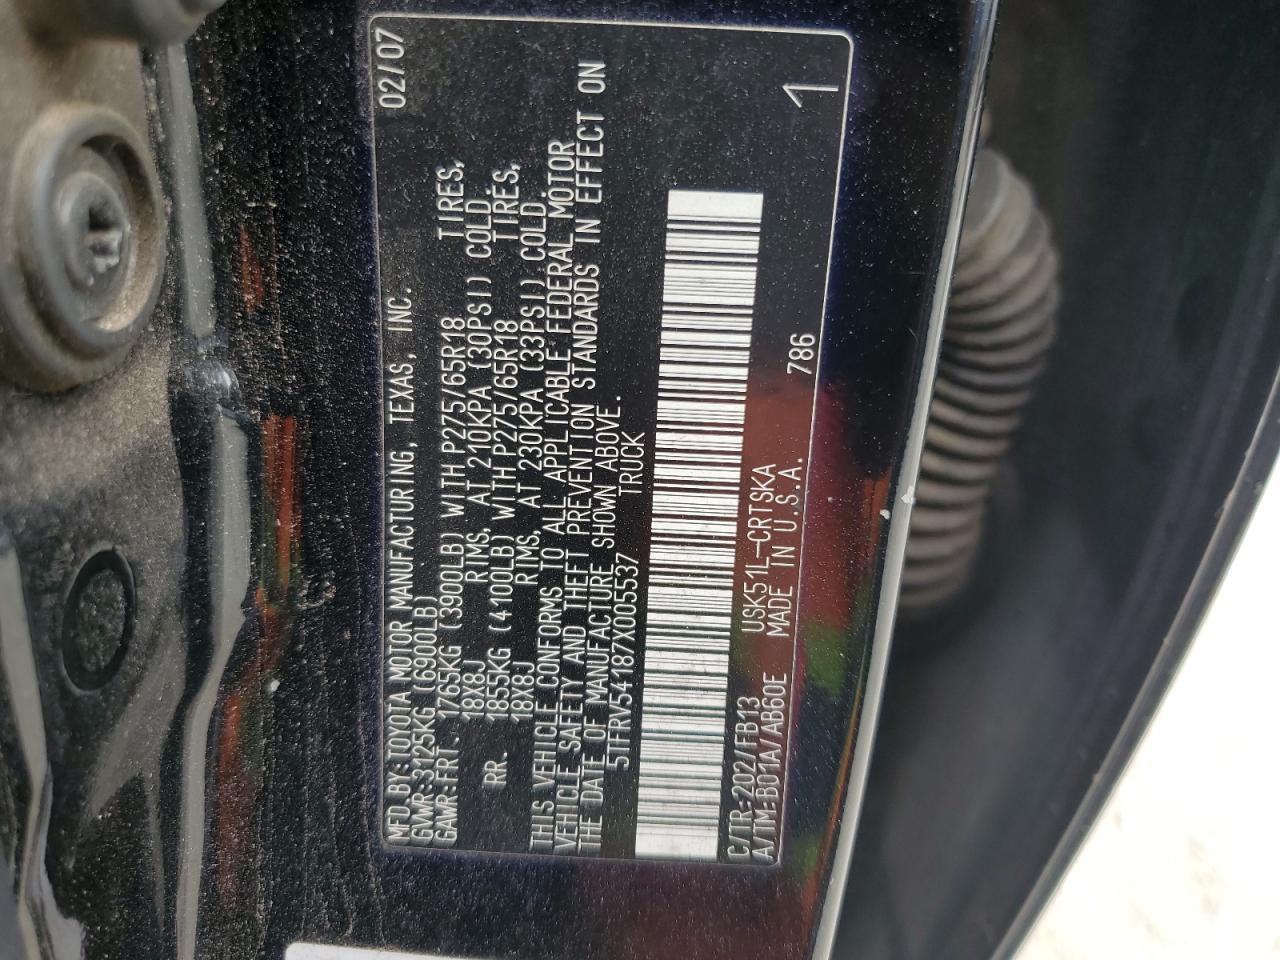 MFD.BY:TOYOTA MOTOR MANUFACTURING, TEXAS, INC. 02/07
GVWR:3125KG (6900LB)
GAWR:FRT. 1765KG (3900LB) WITH P275/65R18 TIRES,
18X8J RIMS, AT 210KPA (30PSI) COLD.
RR. 1855KG (4100LB) WITH P275/65R18 TIRES,
18X8J RIMS, AT 230KPA (33PSI) COLD.
THIS VEHICLE CONFORMS TO ALL APPLICABLE FEDERAL MOTOR
VEHICLE SAFETY AND THEFT PREVENTION STANDARDS IN EFFECT ON
THE DATE OF MANUFACTURE SHOWN ABOVE.
5TFRV54187X005537 TRUCK
C/TR:202/FB13 USK51L-CRTSKA
A/TM:B01A/AB60E MADE IN U.S.A. 786 1